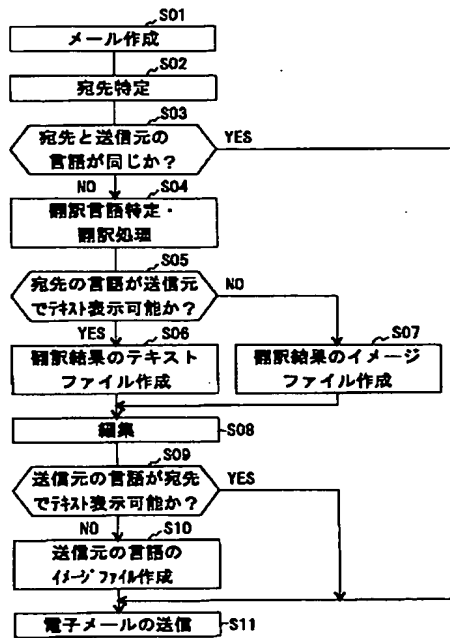 S01
メール作成
S02
宛先特定
S03
宛先と送信元の
言語が同じか?
YES
NO
S04
翻訳言語特定・
翻訳処理
S05
宛先の言語が送信元
でテキスト表示可能か?
NO
YES
S06
翻訳結果のテキスト
ファイル作成
S07
翻訳結果のイメージ
ファイル作成
編集
S08
S09
送信元の言語が宛先
でテキスト表示可能か?
YES
NO
S10
送信元の言語の
イメージファイル作成
電子メールの送信
S11